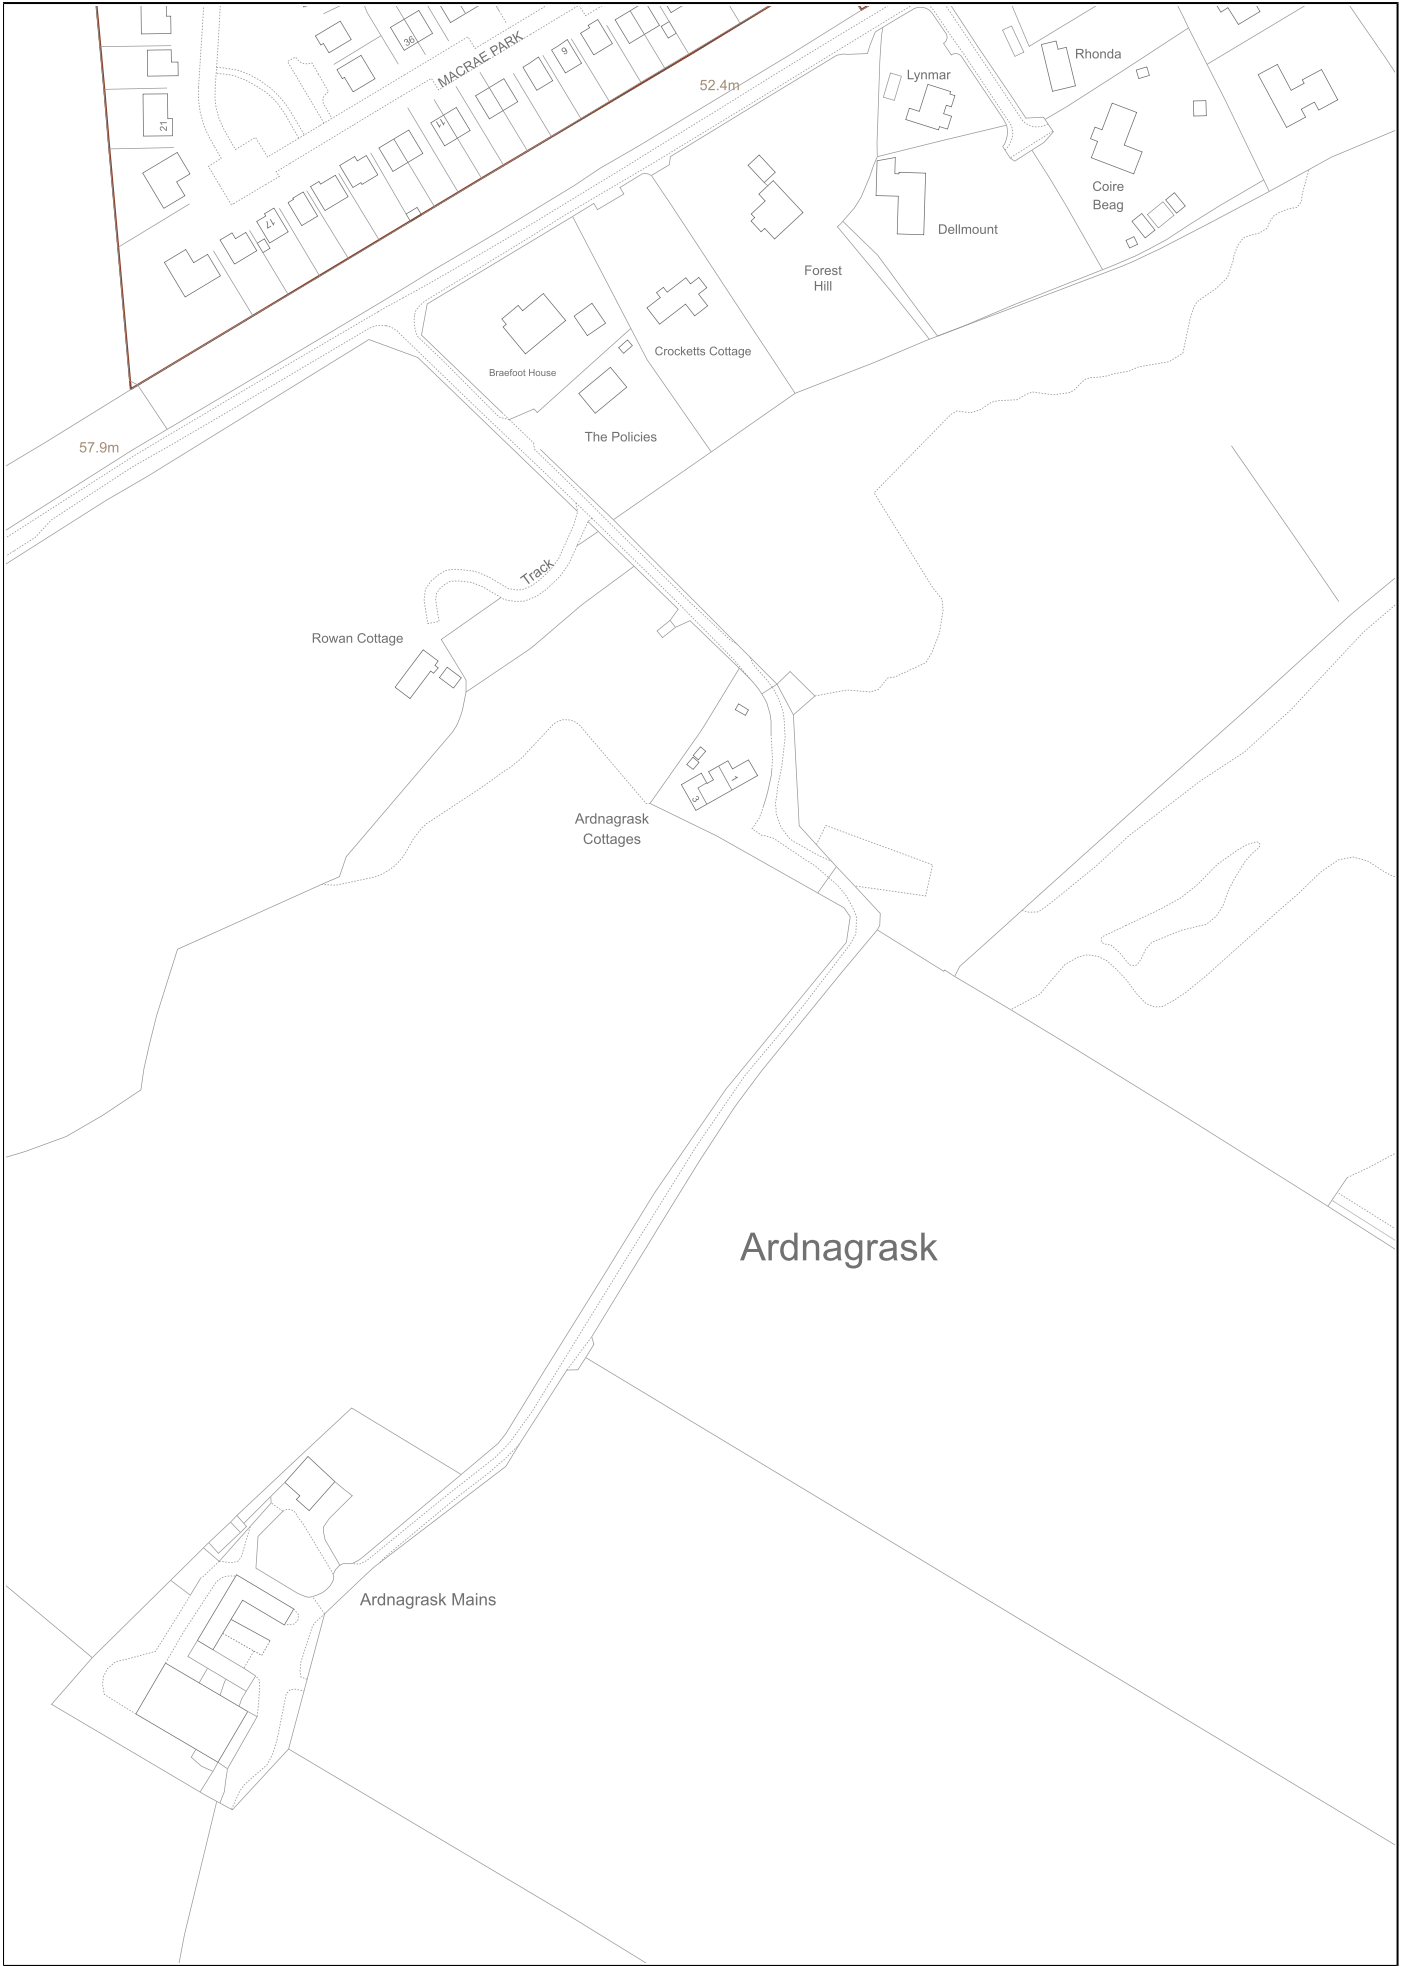 36
MACRAE PARK
9
52.4m
Lynmar
Rhonda
21
11
Coire
Beag
17
Dellmount
Forest
Hill
Crocketts Cottage
Braefoot House
The Policies
57.9m
Track
Rowan Cottage
1
3
Ardnagrask
Cottages
Ardnagrask
Ardnagrask Mains